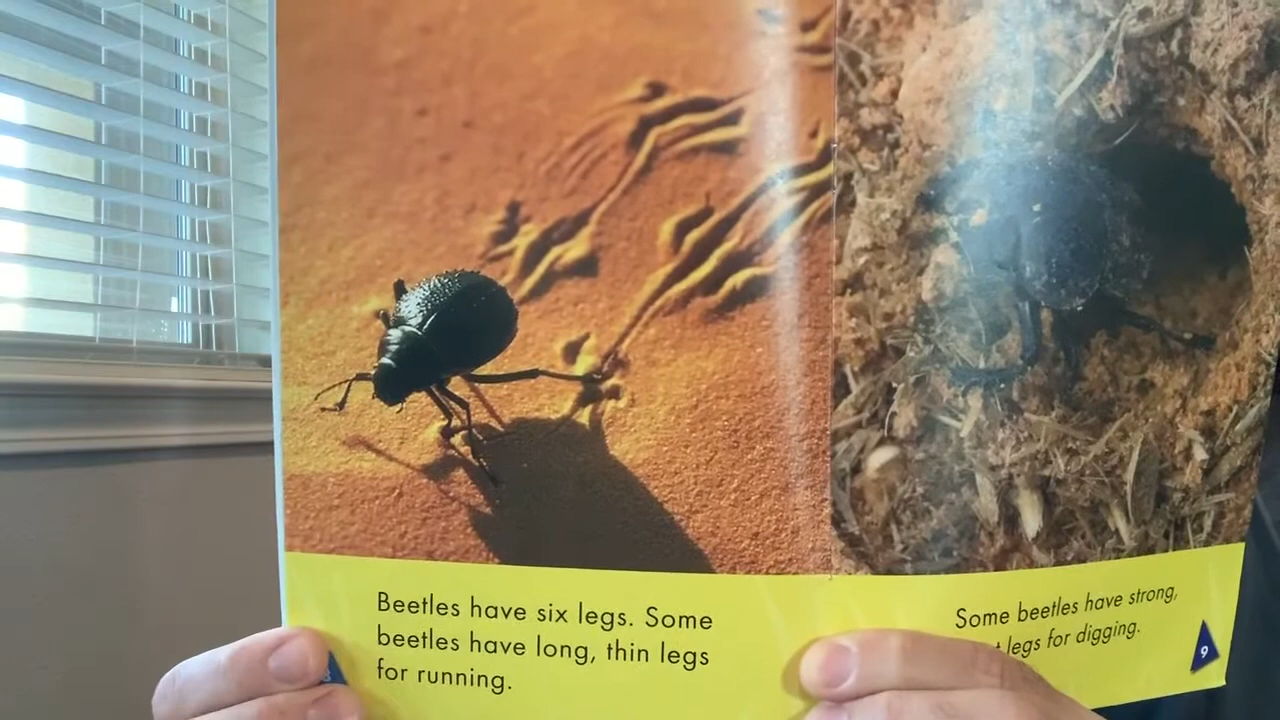 Beetles have six legs. Some
beetles have long, thin legs
for running.
Some beetles have strong,
legs for digging.
9